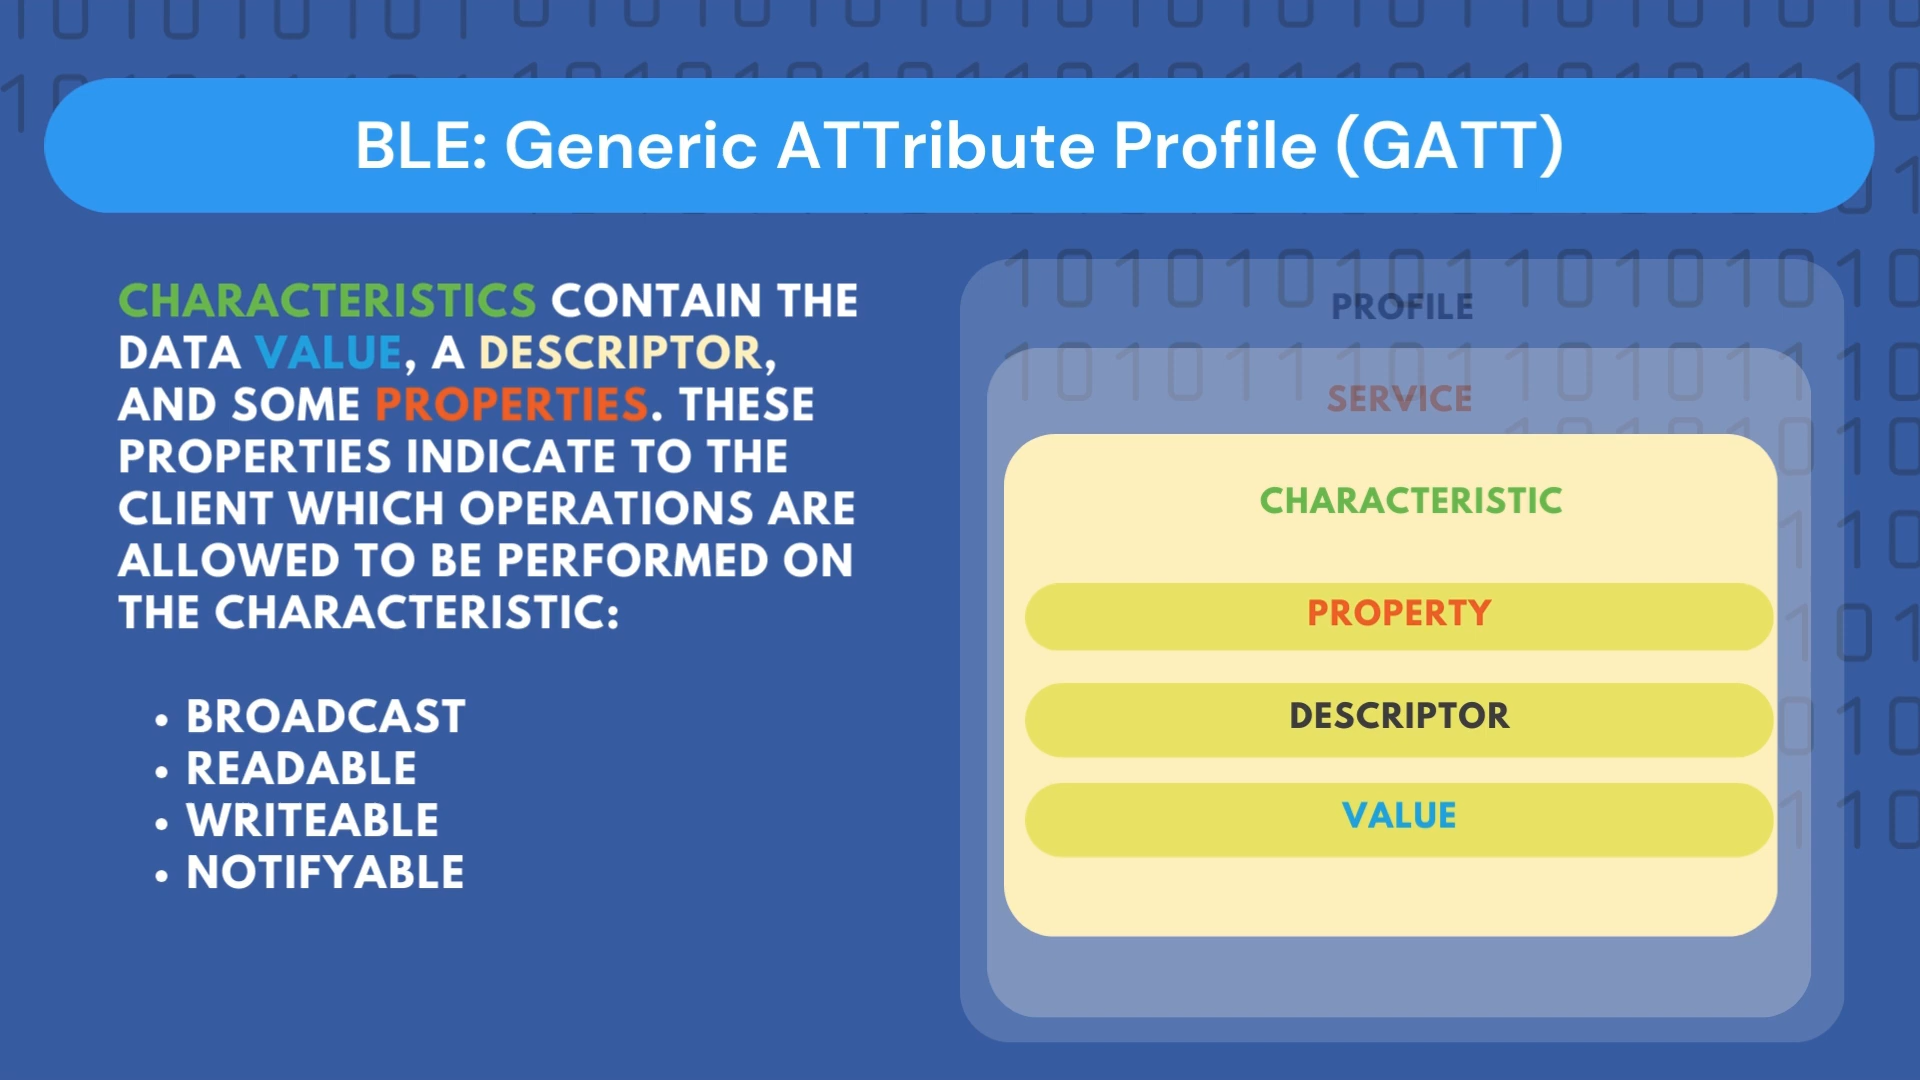 BLE: Generic ATTribute Profile (GATT)
CHARACTERISTICS CONTAIN THE
DATA VALUE, A DESCRIPTOR,
AND SOME PROPERTIES. THESE
PROPERTIES INDICATE TO THE
CLIENT WHICH OPERATIONS ARE
ALLOWED TO BE PERFORMED ON
THE CHARACTERISTIC:
• BROADCAST
• READABLE
• WRITEABLE
• NOTIFYABLE
PROFILE
SERVICE
CHARACTERISTIC
PROPERTY
DESCRIPTOR
VALUE